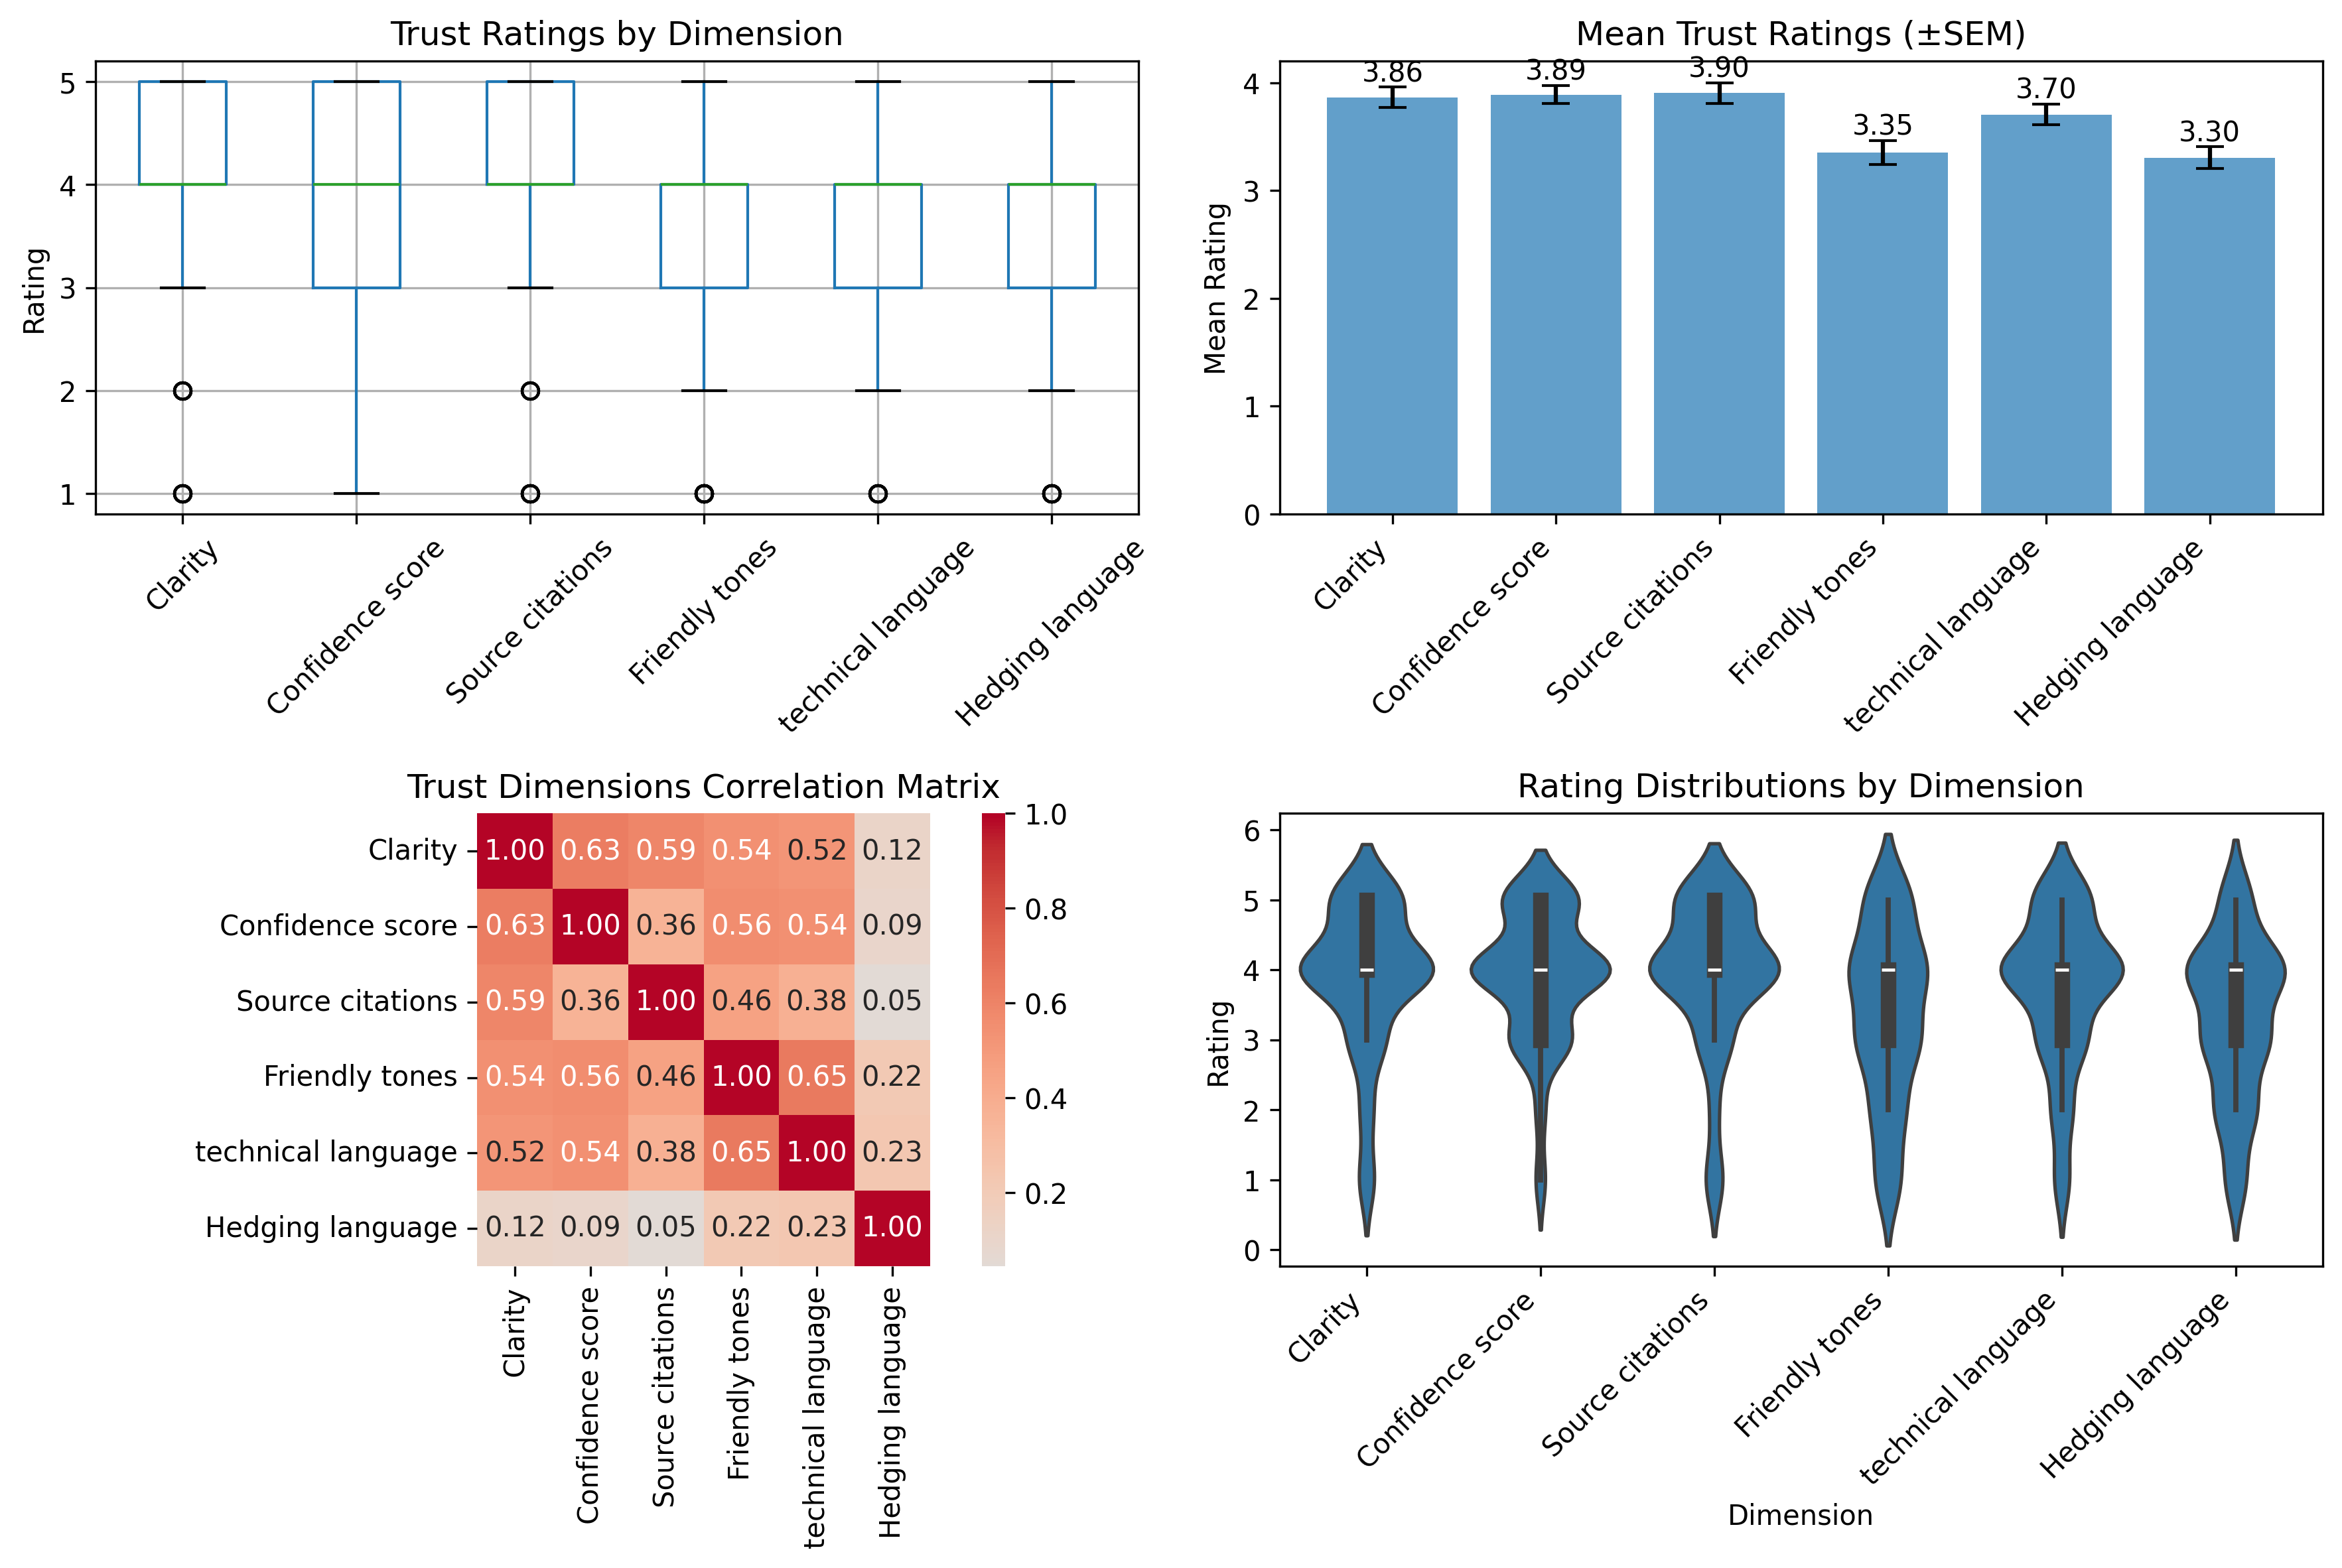 Trust Ratings by Dimension
Rating
5
4
3
2
1
Clarity
Confidence score
Source citations
Friendly tones
technical language
Hedging language
Mean Trust Ratings (±SEM)
Mean Rating
4
3
2
1
0
3.86
3.89
3.90
3.35
3.70
3.30
Clarity
Confidence score
Source citations
Friendly tones
technical language
Hedging language
Trust Dimensions Correlation Matrix
Clarity 1.00 0.63 0.59 0.54 0.52 0.12
Confidence score 0.63 1.00 0.36 0.56 0.54 0.09
Source citations 0.59 0.36 1.00 0.46 0.38 0.05
Friendly tones 0.54 0.56 0.46 1.00 0.65 0.22
technical language 0.52 0.54 0.38 0.65 1.00 0.23
Hedging language 0.12 0.09 0.05 0.22 0.23 1.00
Clarity
Confidence score
Source citations
Friendly tones
technical language
Hedging language
1.0
0.8
0.6
0.4
0.2
Rating Distributions by Dimension
Rating
6
5
4
3
2
1
0
Clarity
Confidence score
Source citations
Friendly tones
technical language
Hedging language
Dimension